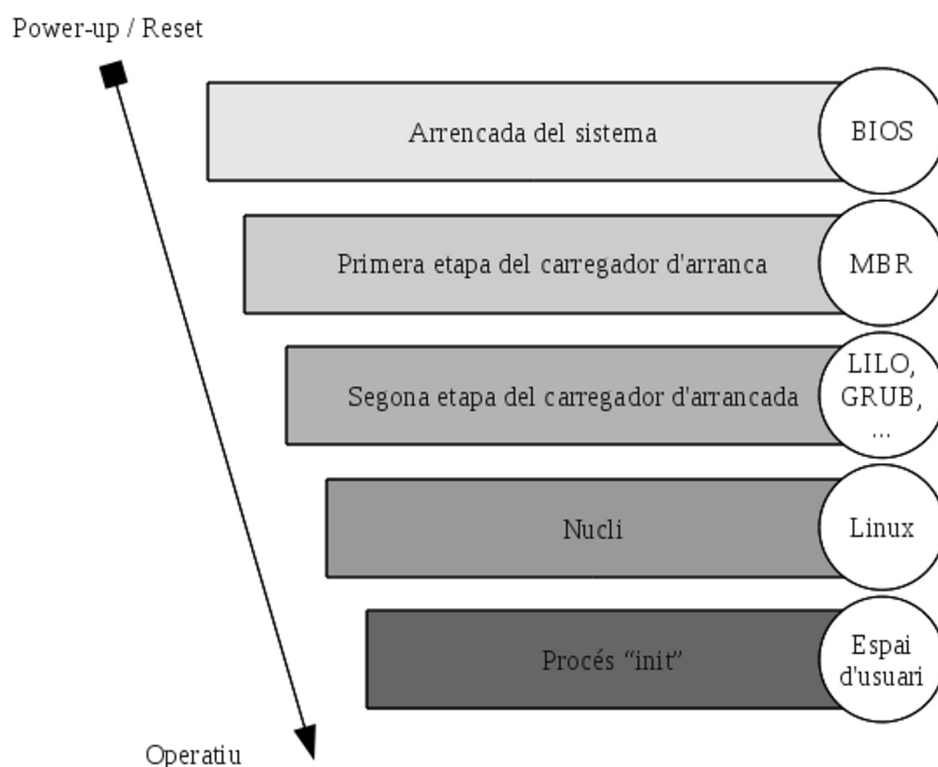 Power-up / Reset
Arrencada del sistema
BIOS
Primera etapa del carregador d'arranca
MBR
Segona etapa del carregador d'arrancada
LILO,
GRUB,
...
Nucli
Linux
Procés “init”
Espai
d'usuari
Operatiu